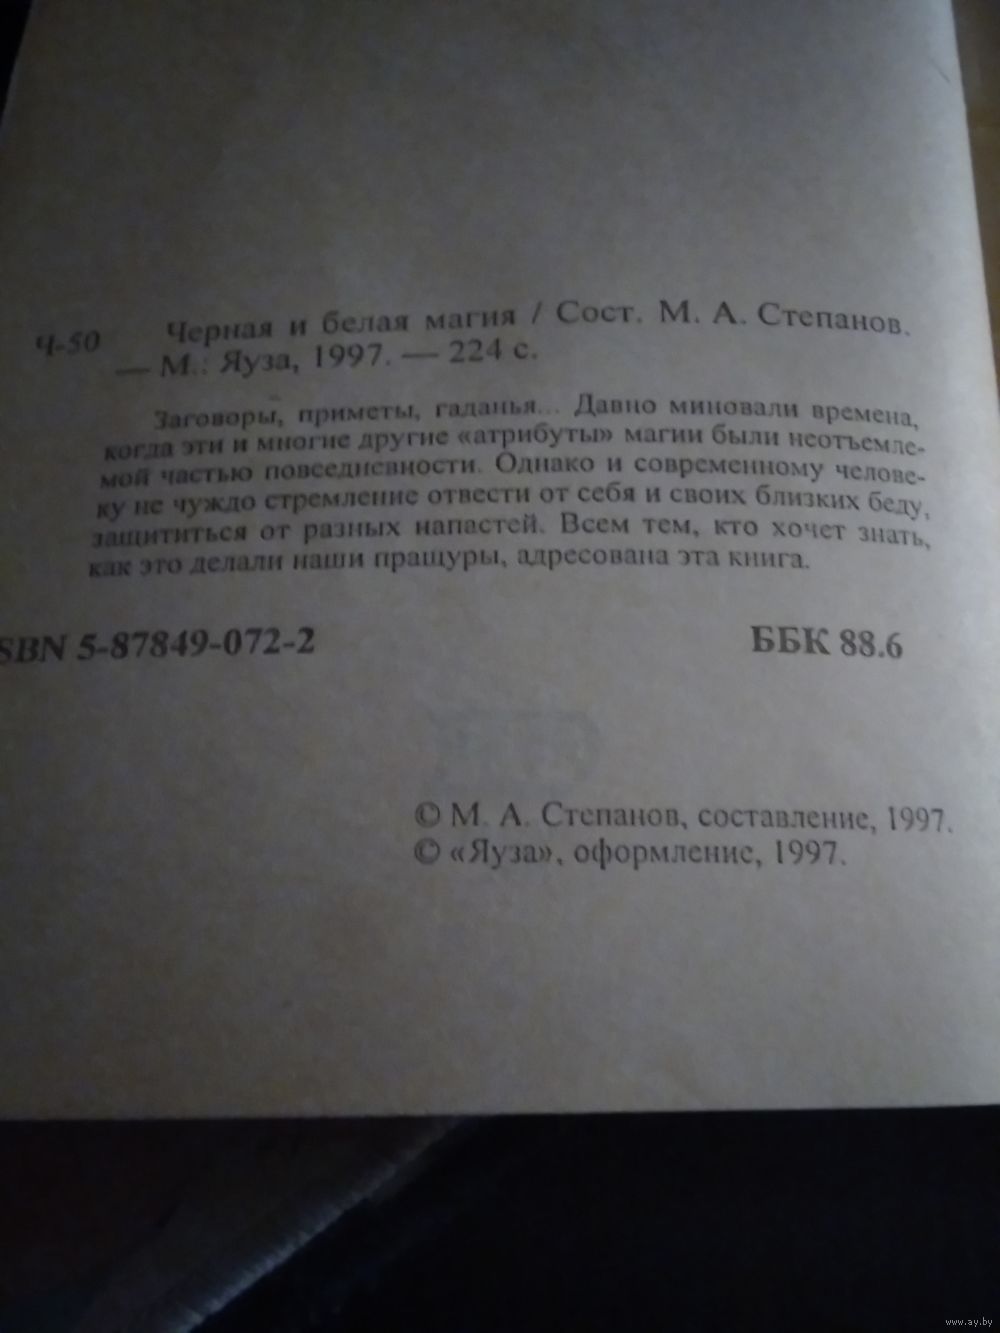 Ч-50 Черная и белая магия / Сост. М. А. Степанов.
— М.: Яуза, 1997. — 224 с.
Заговоры, приметы, гаданья... Давно миновали времена,
когда эти и многие другие «атрибуты» магии были неотъемле-
мой частью повседневности. Однако и современному челове-
ку не чуждо стремление отвести от себя и своих близких беду,
защититься от разных напастей. Всем тем, кто хочет знать,
как это делали наши пращуры, адресована эта книга.
SBN 5-87849-072-2 ББК 88.6
© М. А. Степанов, составление, 1997.
© «Яуза», оформление, 1997.
www.ay.by